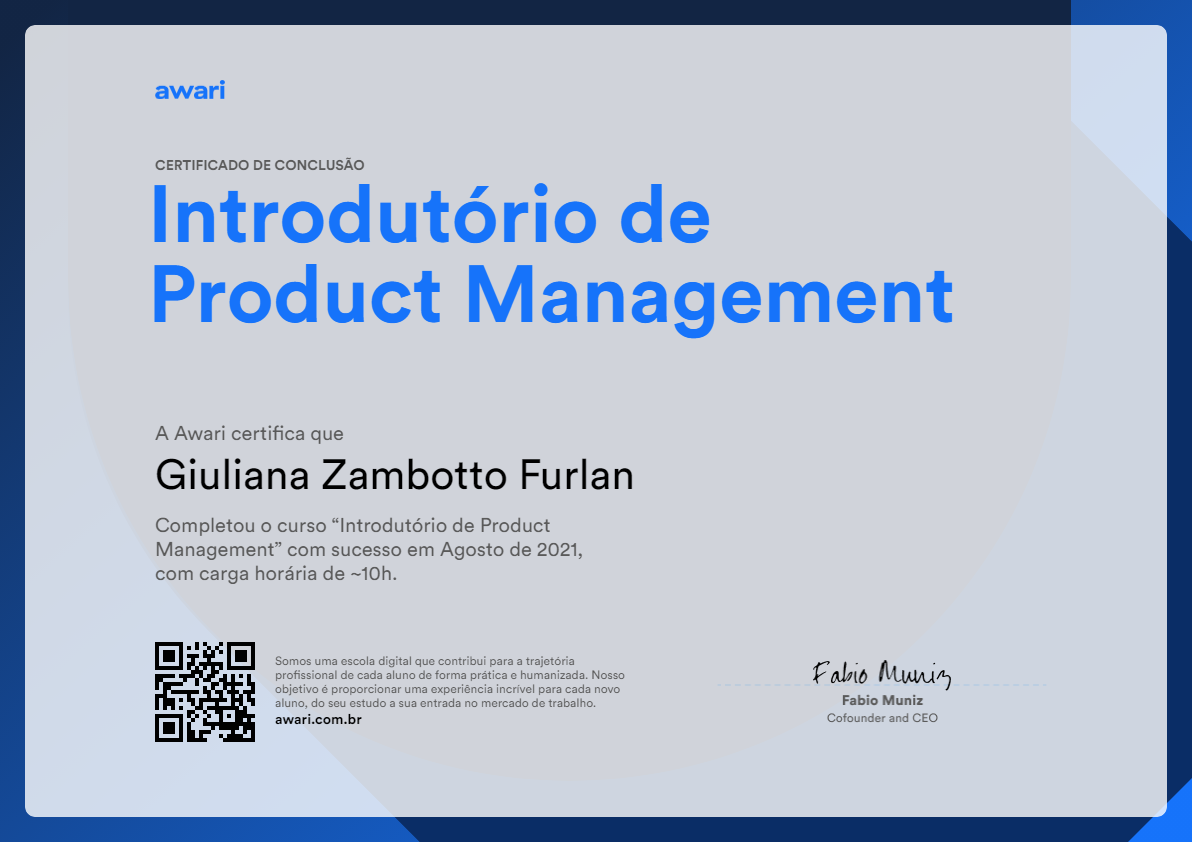 awari
CERTIFICADO DE CONCLUSÃO
Introdutório de
Product Management
A Awari certifica que
Giuliana Zambotto Furlan
Completou o curso “Introdutório de Product
Management” com sucesso em Agosto de 2021,
com carga horária de ~10h.
Somos uma escola digital que contribui para a trajetória
profissional de cada aluno de forma prática e humanizada. Nosso
objetivo é proporcionar uma experiência incrível para cada novo
aluno, do seu estudo a sua entrada no mercado de trabalho.
awari.com.br
Fabio Muniz
Fabio Muniz
Cofounder and CEO